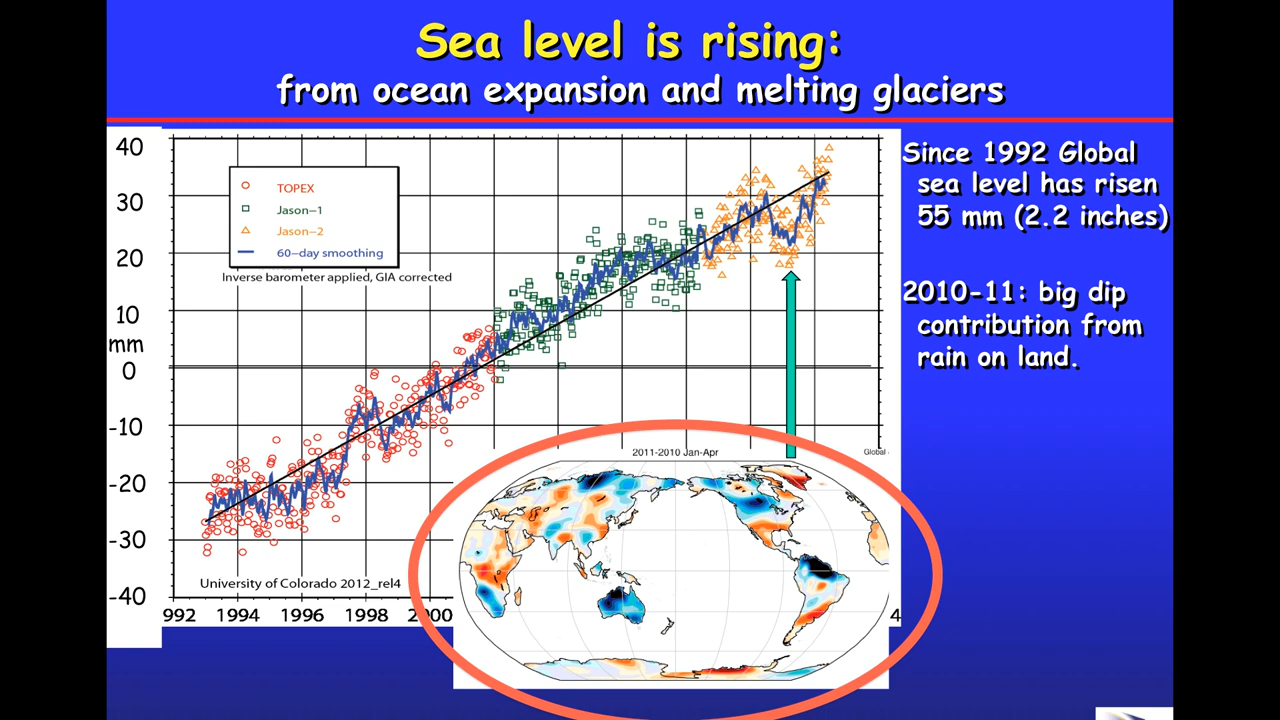 Sea level is rising:
from ocean expansion and melting glaciers
40
30
20
10
mm
0
-10
-20
-30
-40
TOPEX
Jason-1
Jason-2
60-day smoothing
Inverse barometer applied, GIA corrected
University of Colorado 2012_rel4
992 1994 1996 1998 2000 4
2011-2010 Jan-Apr
Global
Since 1992 Global
sea level has risen
55 mm (2.2 inches)
2010-11: big dip
contribution from
rain on land.